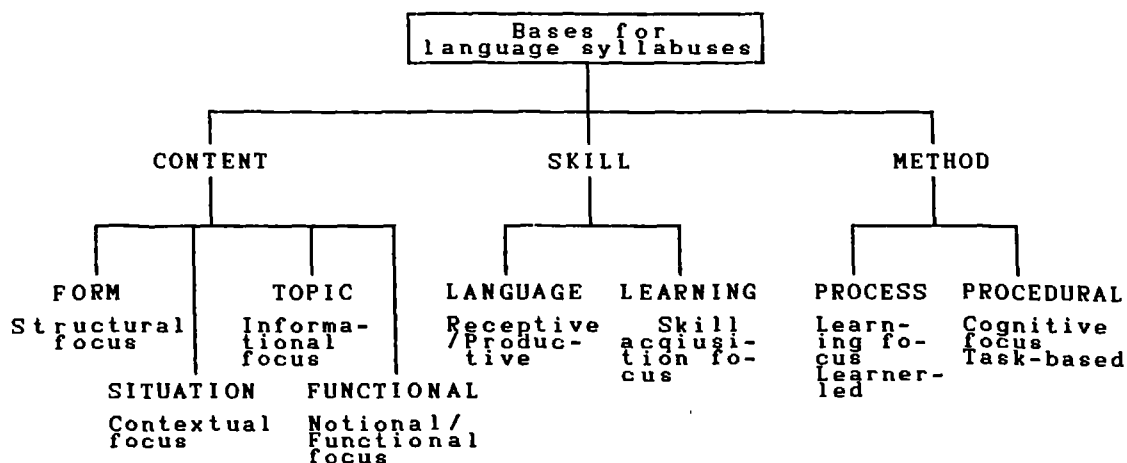 Bases for
language syllabuses
CONTENT
SKILL
METHOD
FORM
Structural
focus
SITUATION
Contextual
focus
TOPIC
Informa-
tional
focus
FUNCTIONAL
Notional/
Functional
focus
LANGUAGE
Receptive
/Produc-
tive
LEARNING
Skill
acqiusi-
tion fo-
cus
PROCESS
Learn-
ing fo-
cus
Learner-
led
PROCEDURAL
Cognitive
focus
Task-based